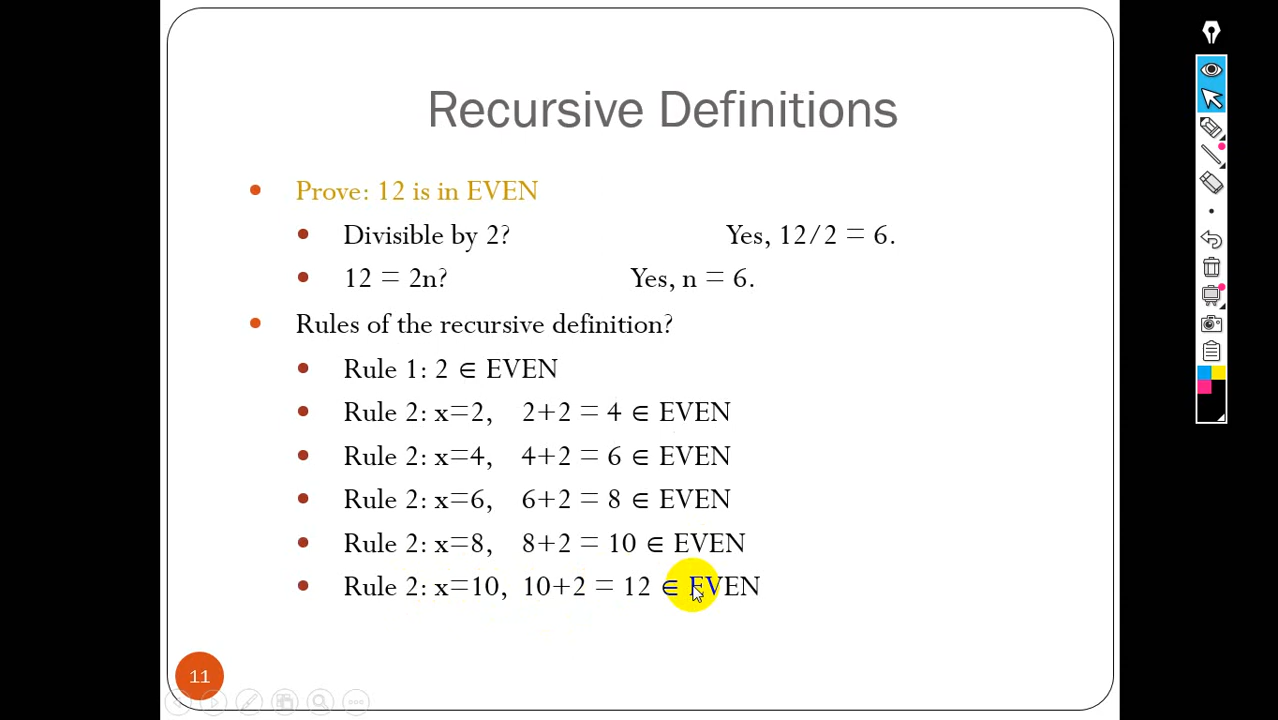 Recursive Definitions
• Prove: 12 is in EVEN
• Divisible by 2? Yes, 12/2 = 6.
• 12 = 2n? Yes, n = 6.
• Rules of the recursive definition?
• Rule 1: 2 ∈ EVEN
• Rule 2: x=2, 2+2 = 4 ∈ EVEN
• Rule 2: x=4, 4+2 = 6 ∈ EVEN
• Rule 2: x=6, 6+2 = 8 ∈ EVEN
• Rule 2: x=8, 8+2 = 10 ∈ EVEN
• Rule 2: x=10, 10+2 = 12 ∈ EVEN
11